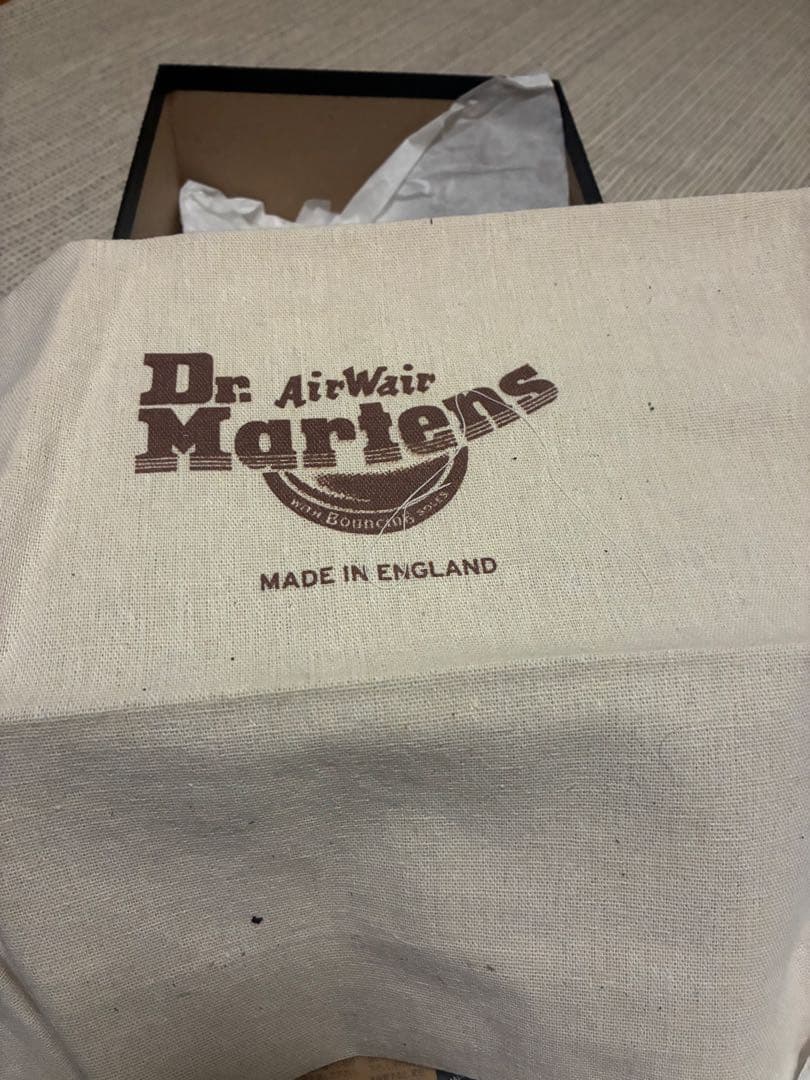 Dr. AirWair
Martens
WITH BOUNCING SOLES
MADE IN ENGLAND